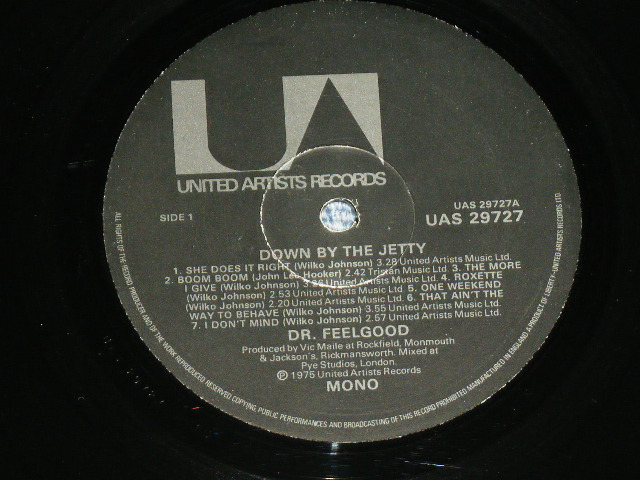 UA
UNITED ARTISTS RECORDS
SIDE 1
UAS 29727A
UAS 29727
DOWN BY THE JETTY
1. SHE DOES IT RIGHT (Wilko Johnson) 3.28 United Artists Music Ltd.
2. BOOM BOOM (John Lee Hooker) 2.42 Tristan Music Ltd. 3. THE MORE
I GIVE (Wilko Johnson) 3.26 United Artists Music Ltd. 4. ROXETTE
(Wilko Johnson) 2.53 United Artists Music Ltd. 5. ONE WEEKEND
(Wilko Johnson) 2.20 United Artists Music Ltd. 6. THAT AIN'T THE
WAY TO BEHAVE (Wilko Johnson) 3.55 United Artists Music Ltd.
7. I DON'T MIND (Wilko Johnson) 2.57 United Artists Music Ltd.
DR. FEELGOOD
Produced by Vic Maile at Rockfield, Monmouth
& Jackson's, Rickmansworth. Mixed at
Pye Studios, London.
Ⓟ 1975 United Artists Records
MONO
ALL RIGHTS OF THE RECORD PRODUCER AND OF THE WORK REPRODUCED RESERVED COPYING PUBLIC PERFORMANCES AND BROADCASTING OF THIS RECORD PROHIBITED MANUFACTURED IN ENGLAND A PRODUCT OF LIBERTY-UNITED ARTISTS RECORDS LTD.